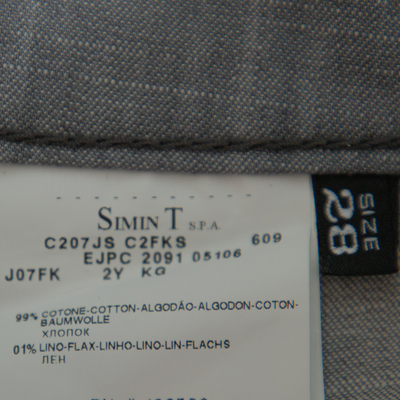 SIMIN T S.P.A.
C207JS C2FKS 609
EJPC 2091 05106
J07FK 2Y KG
99% COTONE-COTTON-ALGODÃO-ALGODON-COTON-
BAUMWOLLE
ХЛОПОК
01% LINO-FLAX-LINHO-LINO-LIN-FLACHS
ЛЕН
SIZE
28